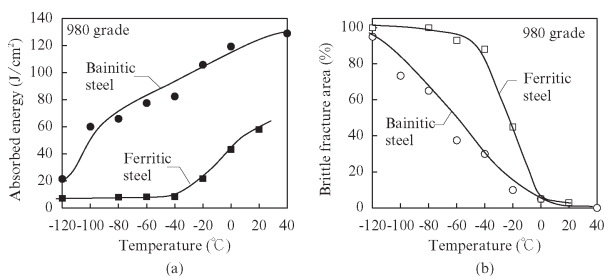 140
120
100
80
60
40
20
0
Absorbed energy (J/cm²)
980 grade
Bainitic
steel
Ferritic
steel
-120 -100 -80 -60 -40 -20 0 20 40
Temperature (℃)
(a)
100
80
60
40
20
0
Brittle fracture area (%)
980 grade
Ferritic
steel
Bainitic
steel
-120 -100 -80 -60 -40 -20 0 20 40
Temperature (℃)
(b)